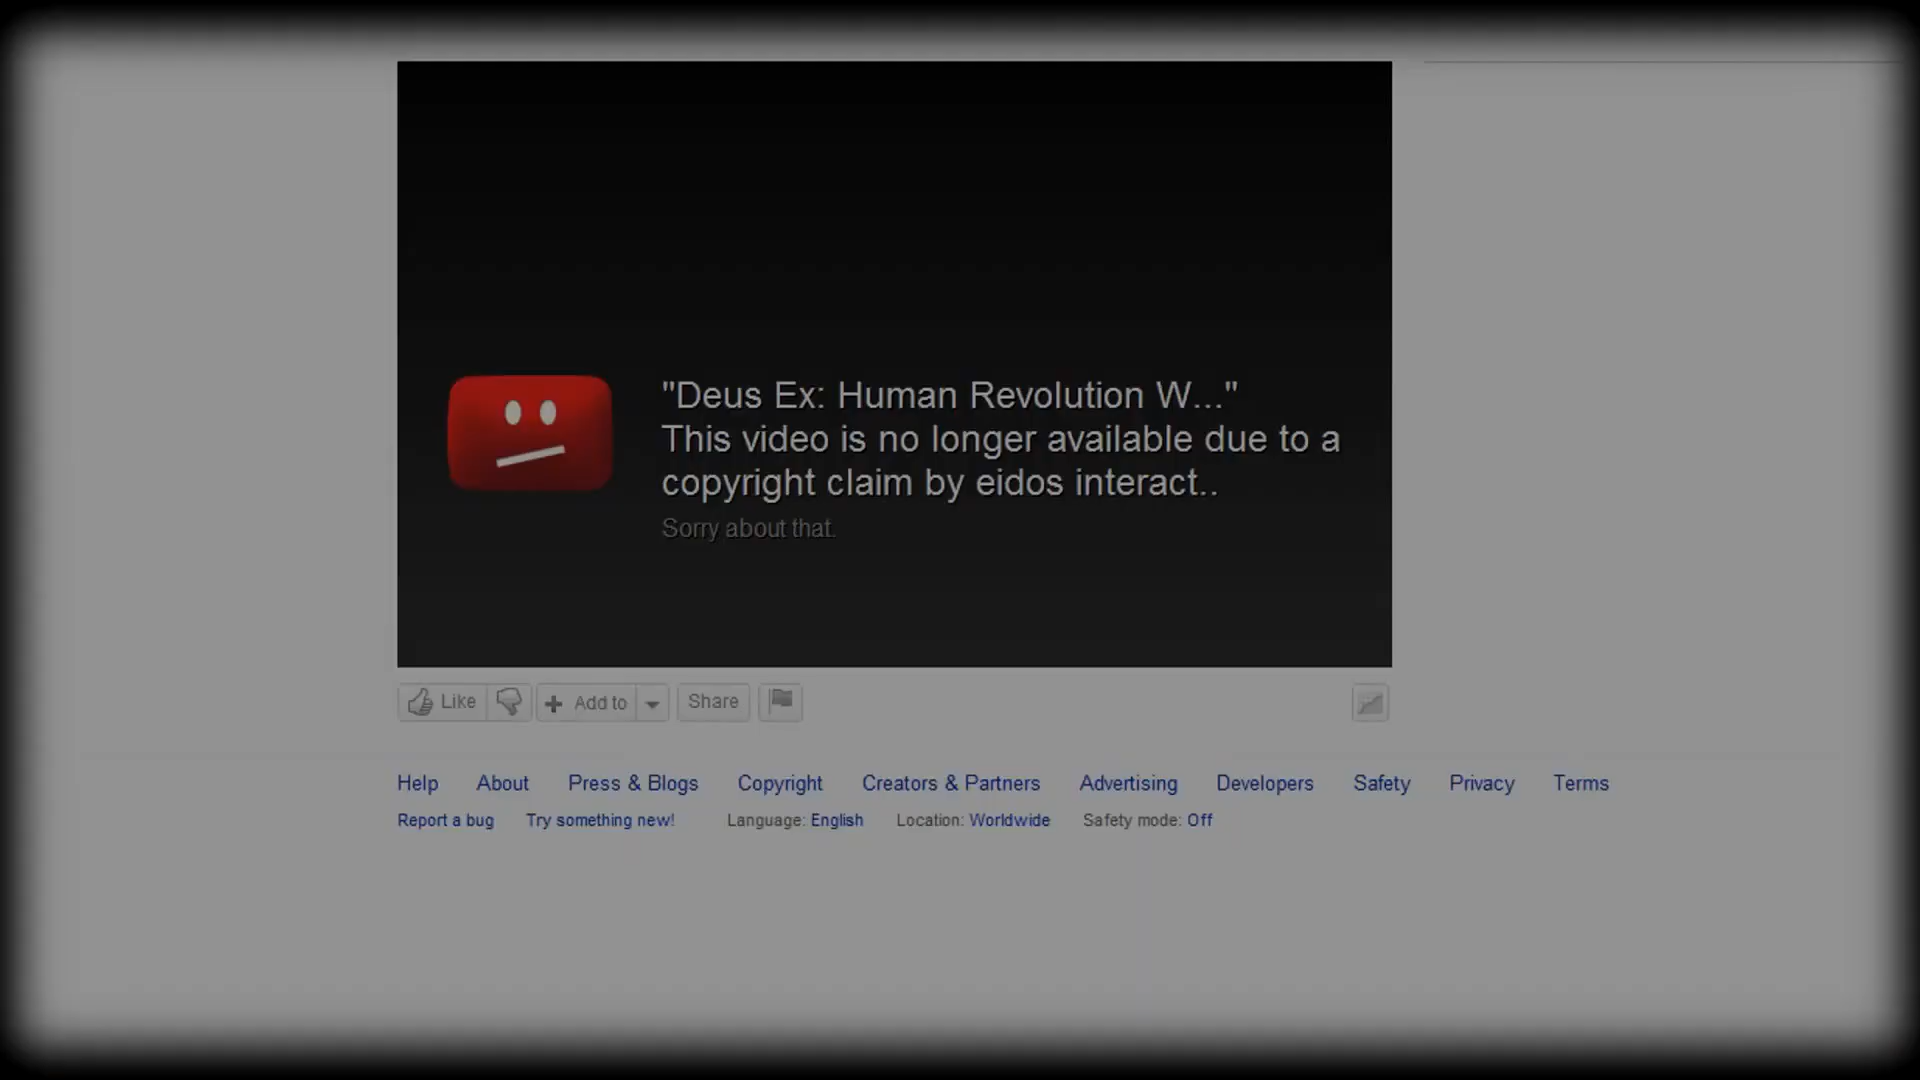 "Deus Ex: Human Revolution W..."
This video is no longer available due to a
copyright claim by eidos interact..
Sorry about that.
Like Add to Share
Help About Press & Blogs Copyright Creators & Partners Advertising Developers Safety Privacy Terms
Report a bug Try something new! Language: English Location: Worldwide Safety mode: Off